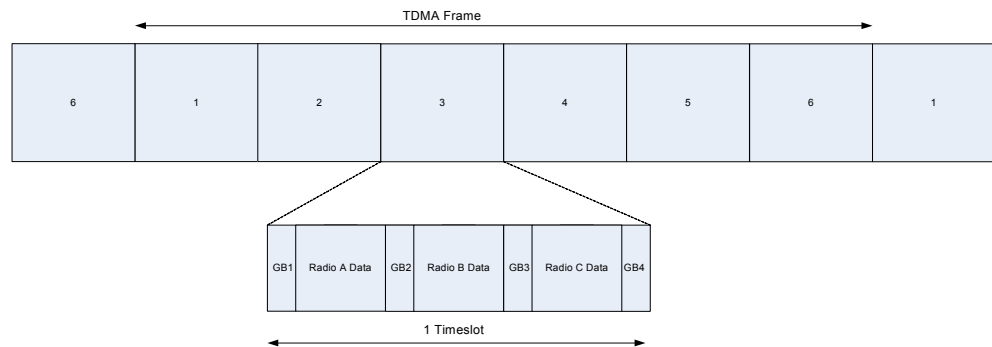 TDMA Frame
6 1 2 3 4 5 6 1
GB1 Radio A Data GB2 Radio B Data GB3 Radio C Data GB4
1 Timeslot